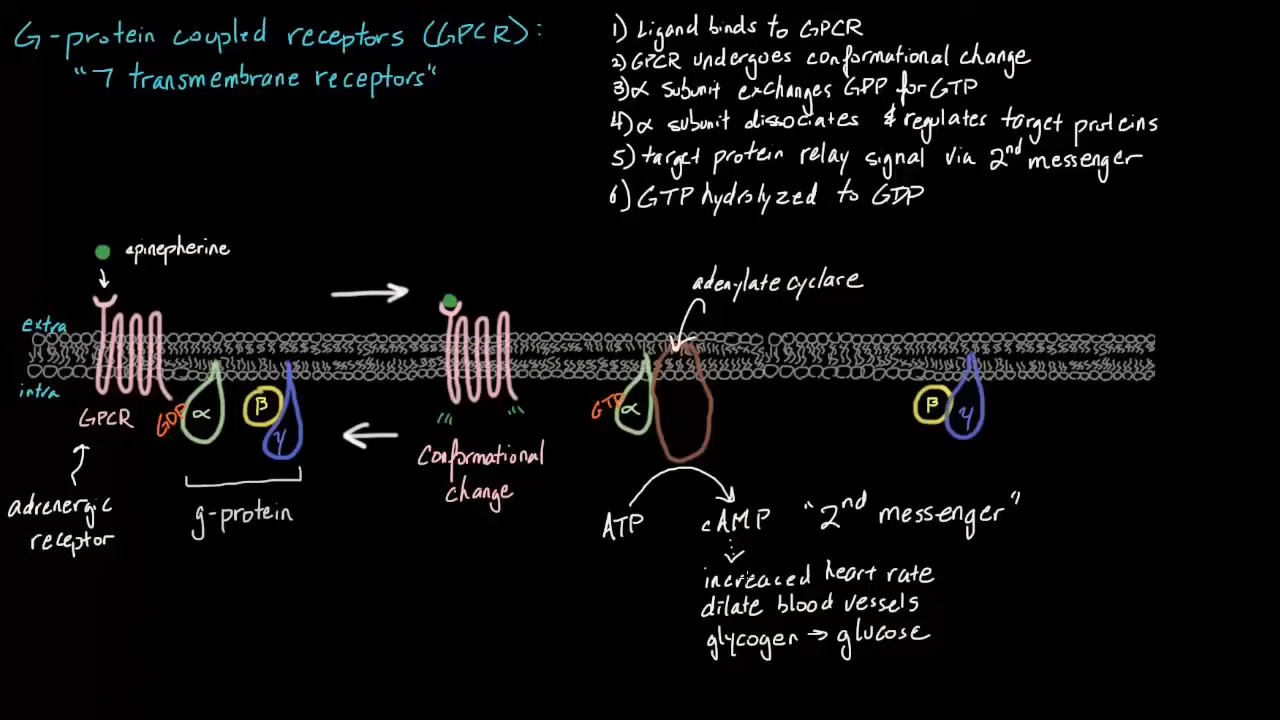 G-protein coupled receptors (GPCR):
"7 transmembrane receptors"
1) Ligand binds to GPCR
2) GPCR undergoes conformational change
3) α subunit exchanges GPP for GTP
4) α subunit dissociates & regulates target proteins
5) target protein relay signal via 2nd messenger
6) GTP hydrolyzed to GDP
apinepherine
adenylate cyclare
extra
intra
GPCR
GDP
α
β
γ
GTP
α
β
γ
Conformational
change
adrenergic
receptor
g-protein
ATP
cAMP
"2nd messenger"
increased heart rate
dilate blood vessels
glycogen → glucose